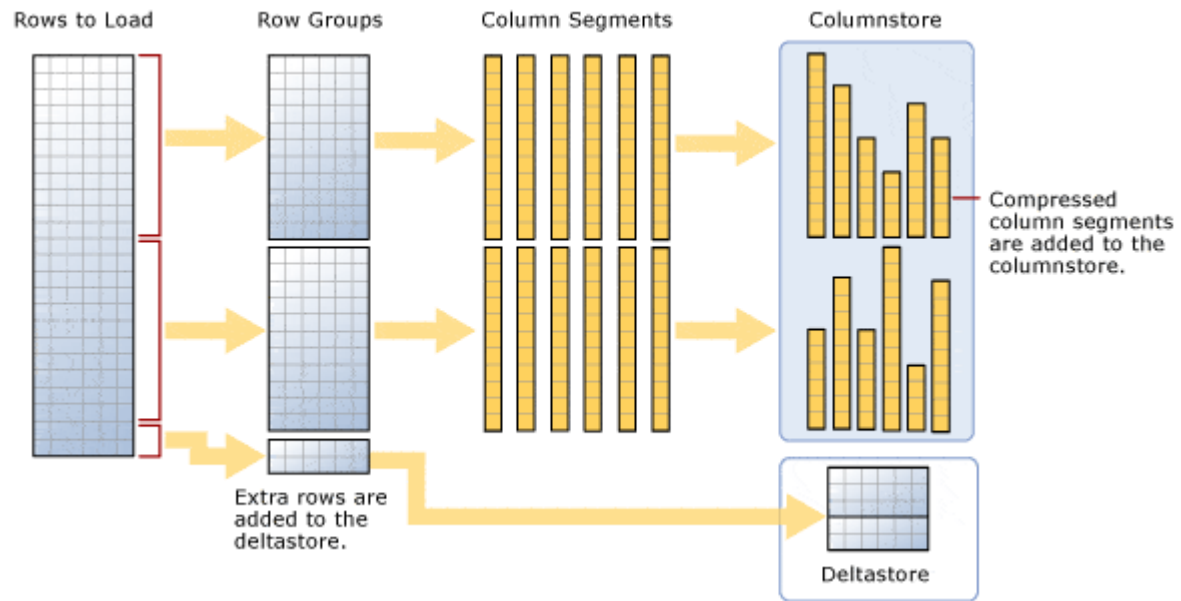 Rows to Load
Row Groups
Column Segments
Columnstore
Compressed
column segments
are added to the
columnstore.
Extra rows are
added to the
deltastore.
Deltastore